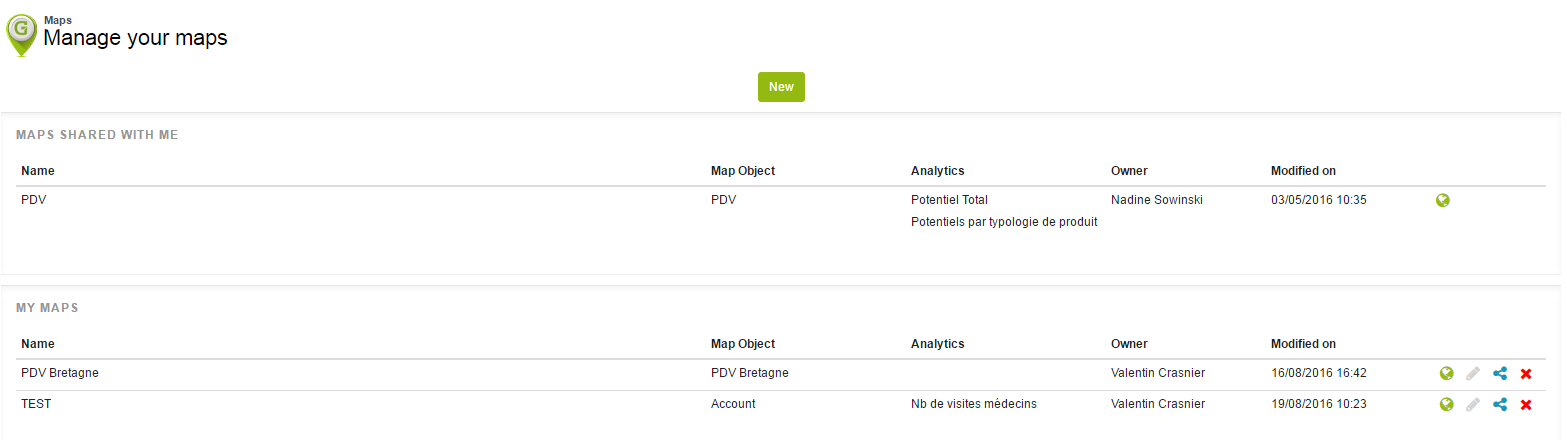 G
Maps
Manage your maps
New
MAPS SHARED WITH ME
Name Map Object Analytics Owner Modified on
PDV PDV Potentiel Total Nadine Sowinski 03/05/2016 10:35
Potentiels par typologie de produit
MY MAPS
Name Map Object Analytics Owner Modified on
PDV Bretagne PDV Bretagne Valentin Crasnier 16/08/2016 16:42
TEST Account Nb de visites médecins Valentin Crasnier 19/08/2016 10:23